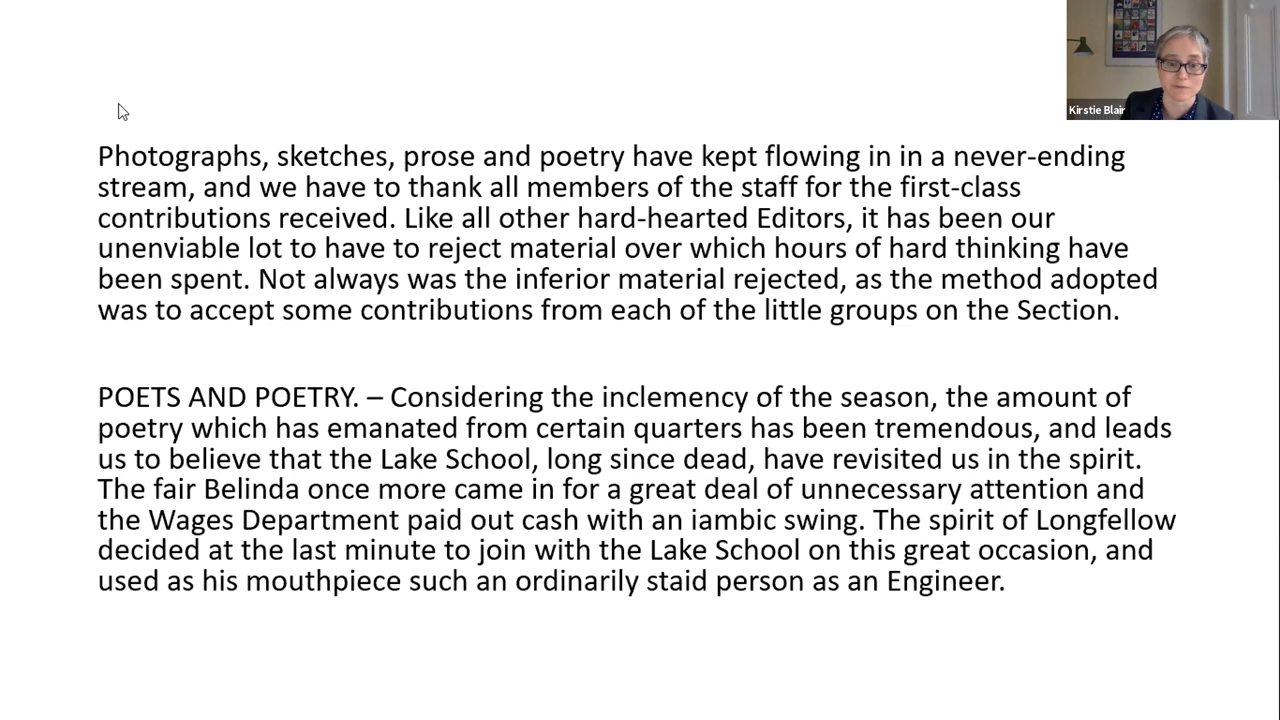 Kirstie Blair
Photographs, sketches, prose and poetry have kept flowing in in a never-ending
stream, and we have to thank all members of the staff for the first-class
contributions received. Like all other hard-hearted Editors, it has been our
unenviable lot to have to reject material over which hours of hard thinking have
been spent. Not always was the inferior material rejected, as the method adopted
was to accept some contributions from each of the little groups on the Section.
POETS AND POETRY. – Considering the inclemency of the season, the amount of
poetry which has emanated from certain quarters has been tremendous, and leads
us to believe that the Lake School, long since dead, have revisited us in the spirit.
The fair Belinda once more came in for a great deal of unnecessary attention and
the Wages Department paid out cash with an iambic swing. The spirit of Longfellow
decided at the last minute to join with the Lake School on this great occasion, and
used as his mouthpiece such an ordinarily staid person as an Engineer.